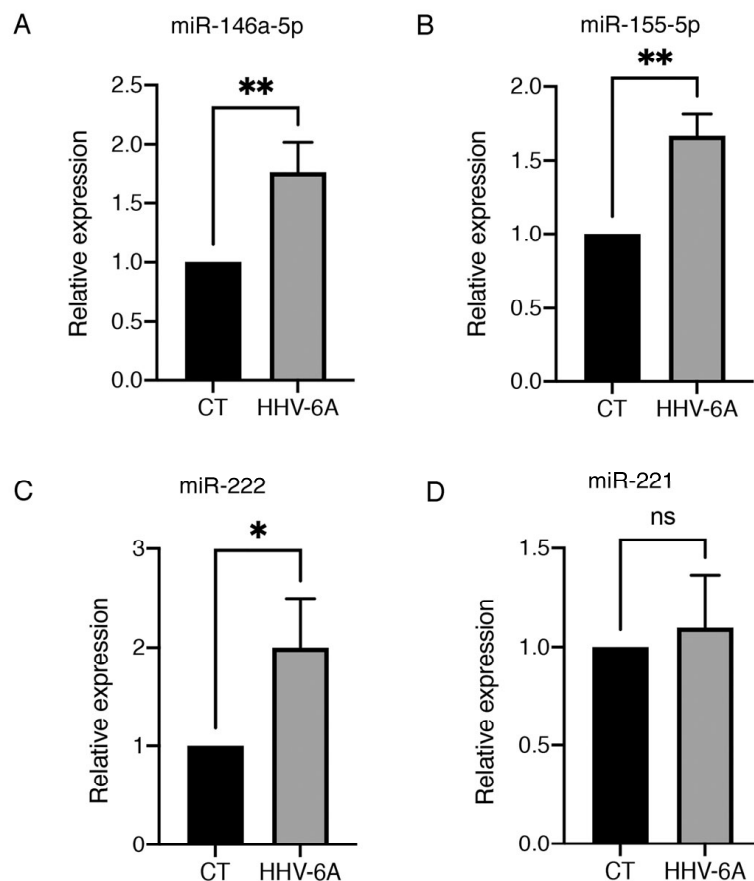 A
miR-146a-5p
**
Relative expression
2.5
2.0
1.5
1.0
0.5
0.0
CT HHV-6A
B
miR-155-5p
**
Relative expression
2.0
1.5
1.0
0.5
0.0
CT HHV-6A
C
miR-222
*
Relative expression
3
2
1
0
CT HHV-6A
D
miR-221
ns
Relative expression
1.5
1.0
0.5
0.0
CT HHV-6A